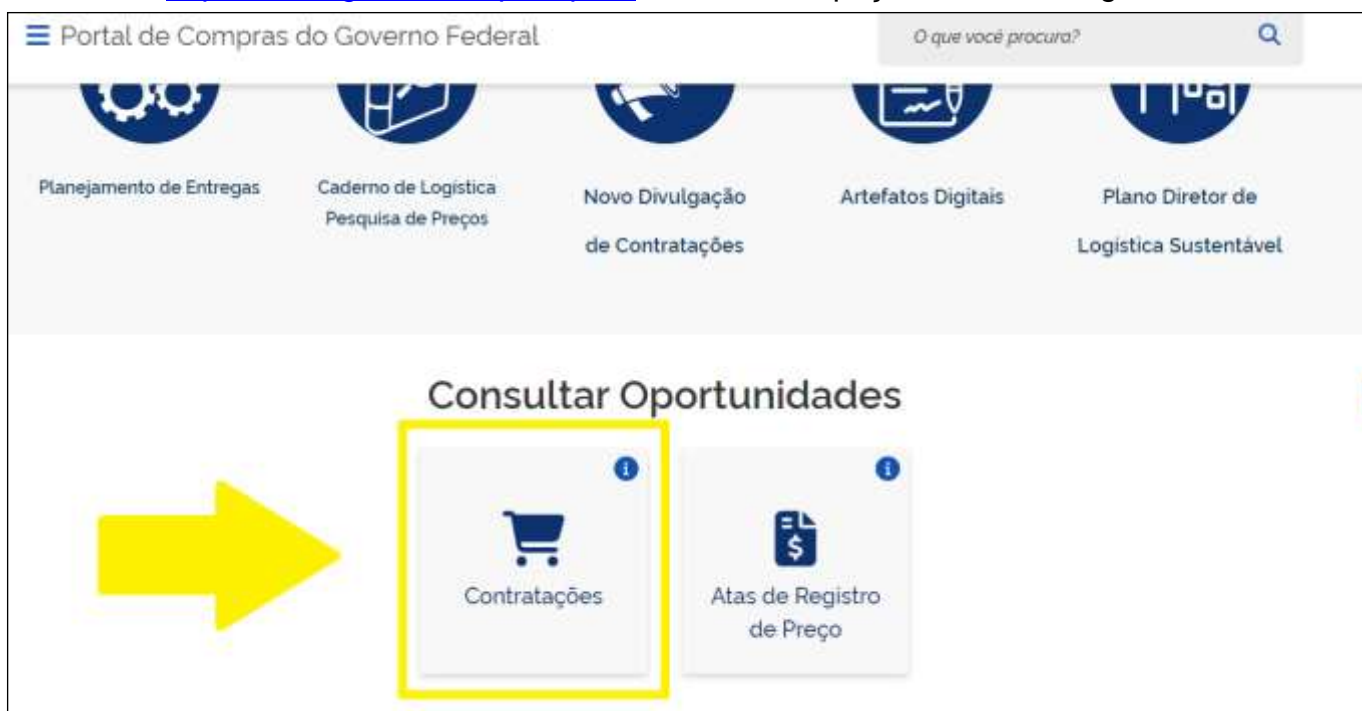 Portal de Compras do Governo Federal
O que você procura?
Planejamento de Entregas
Caderno de Logística
Pesquisa de Preços
Novo Divulgação
de Contratações
Artefatos Digitais
Plano Diretor de
Logística Sustentável
Consultar Oportunidades
Contratações
Atas de Registro
de Preço